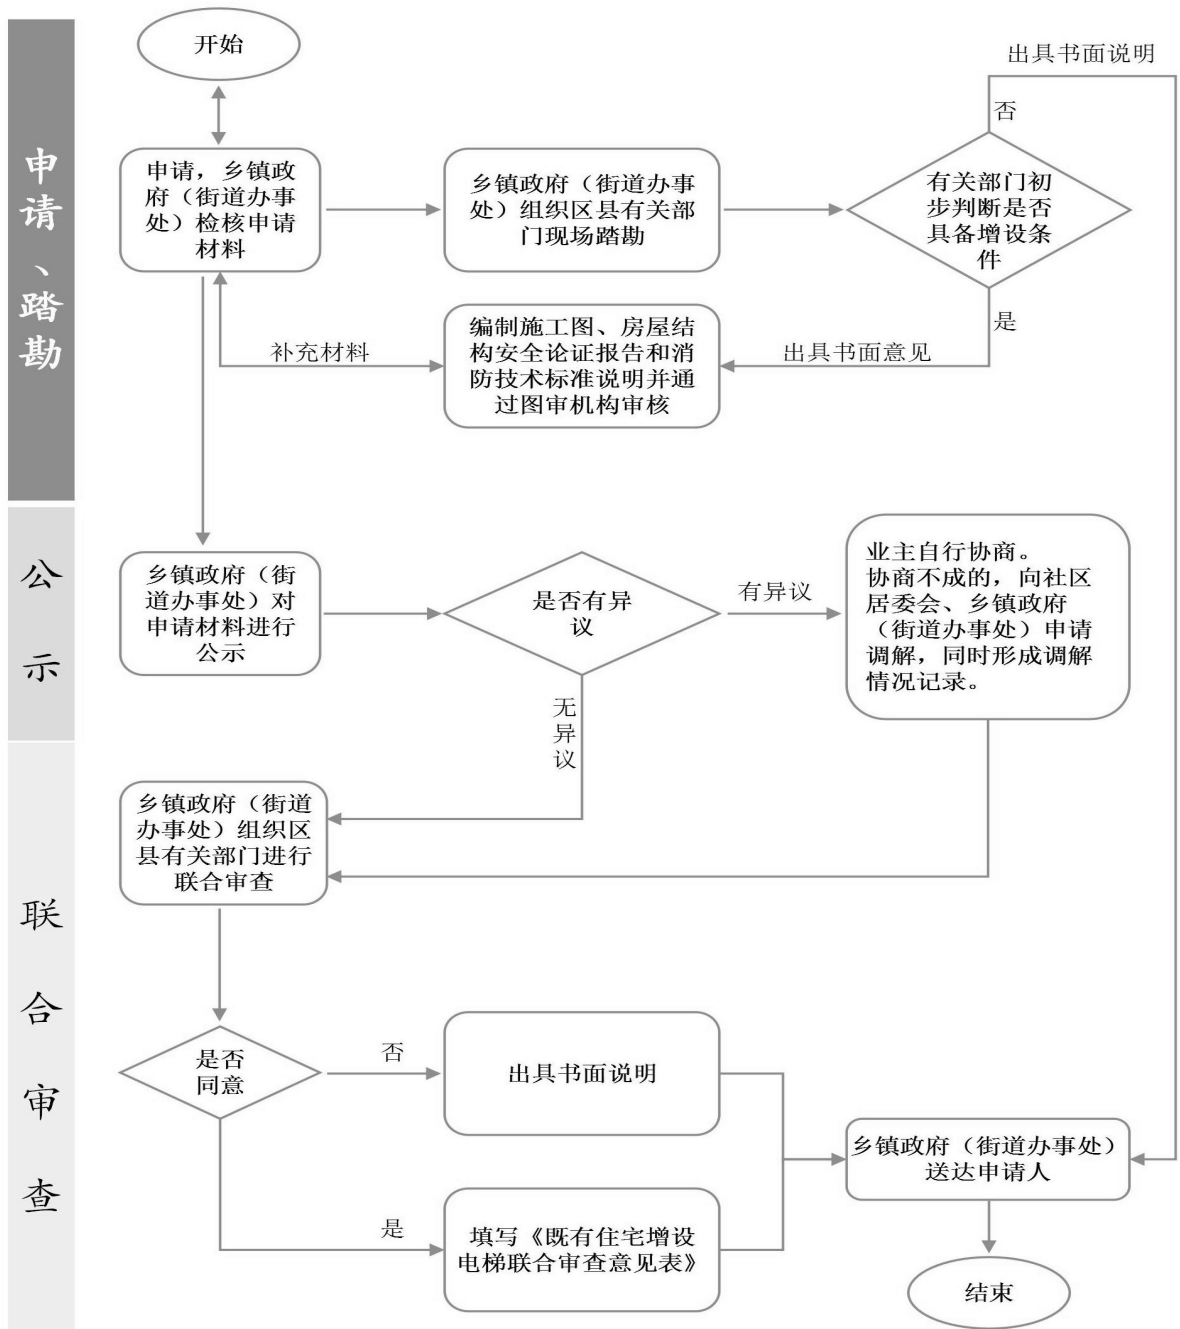 申请、踏勘
开始
出具书面说明
否
申请，乡镇政
府（街道办事
处）检核申请
材料
乡镇政府（街道办事
处）组织区县有关部
门现场踏勘
有关部门初
步判断是否
具备增设条
件
是
补充材料
编制施工图、房屋结
构安全论证报告和消
防技术标准说明并通
过图审机构审核
出具书面意见
公示
乡镇政府（街
道办事处）对
申请材料进行
公示
是否有异
议
有异议
业主自行协商。
协商不成的，向社区
居委会、乡镇政府
（街道办事处）申请
调解，同时形成调解
情况记录。
无异议
联合审查
乡镇政府（街道
办事处）组织区
县有关部门进行
联合审查
是否
同意
否
出具书面说明
是
填写《既有住宅增设
电梯联合审查意见表》
乡镇政府（街道办事处）
送达申请人
结束